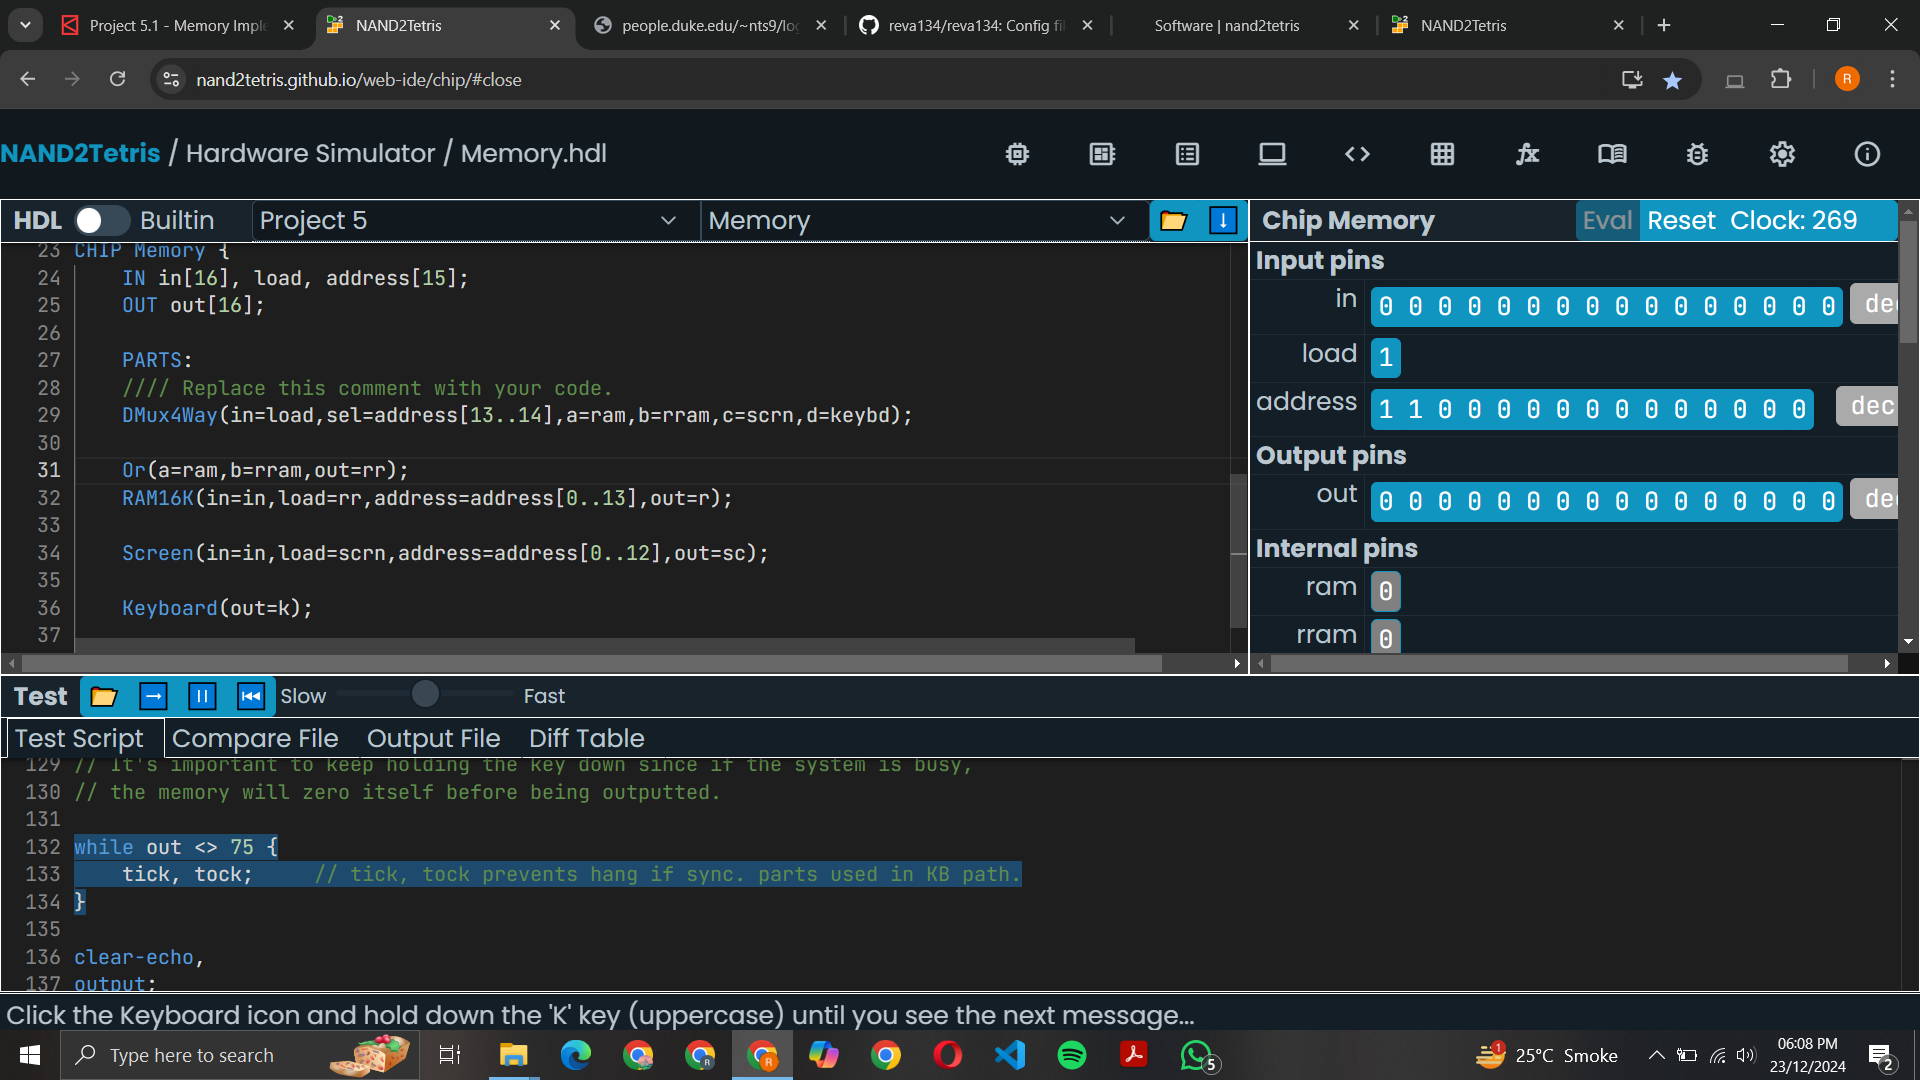 Project 5.1 - Memory Imple
NAND2Tetris
people.duke.edu/~nts9/log
reva134/reva134: Config fi
Software | nand2tetris
NAND2Tetris
nand2tetris.github.io/web-ide/chip/#close
R
NAND2Tetris / Hardware Simulator / Memory.hdl
HDL Builtin Project 5 Memory
Chip Memory Eval Reset Clock: 269
23 CHIP Memory {
24 IN in[16], load, address[15];
25 OUT out[16];
26
27 PARTS:
28 //// Replace this comment with your code.
29 DMux4Way(in=load,sel=address[13..14],a=ram,b=rram,c=scrn,d=keybd);
30
31 Or(a=ram,b=rram,out=rr);
32 RAM16K(in=in,load=rr,address=address[0..13],out=r);
33
34 Screen(in=in,load=scrn,address=address[0..12],out=sc);
35
36 Keyboard(out=k);
37
Input pins
in 0 0 0 0 0 0 0 0 0 0 0 0 0 0 0 0 dec
load 1
address 1 1 0 0 0 0 0 0 0 0 0 0 0 0 0 dec
Output pins
out 0 0 0 0 0 0 0 0 0 0 0 0 0 0 0 0 dec
Internal pins
ram 0
rram 0
Test Slow Fast
Test Script Compare File Output File Diff Table
129 // It's important to keep holding the key down since if the system is busy,
130 // the memory will zero itself before being outputted.
131
132 while out <> 75 {
133 tick, tock; // tick, tock prevents hang if sync. parts used in KB path.
134 }
135
136 clear-echo,
137 output;
Click the Keyboard icon and hold down the 'K' key (uppercase) until you see the next message...
Type here to search
R
R
5
1
25°C Smoke
06:08 PM
23/12/2024
2